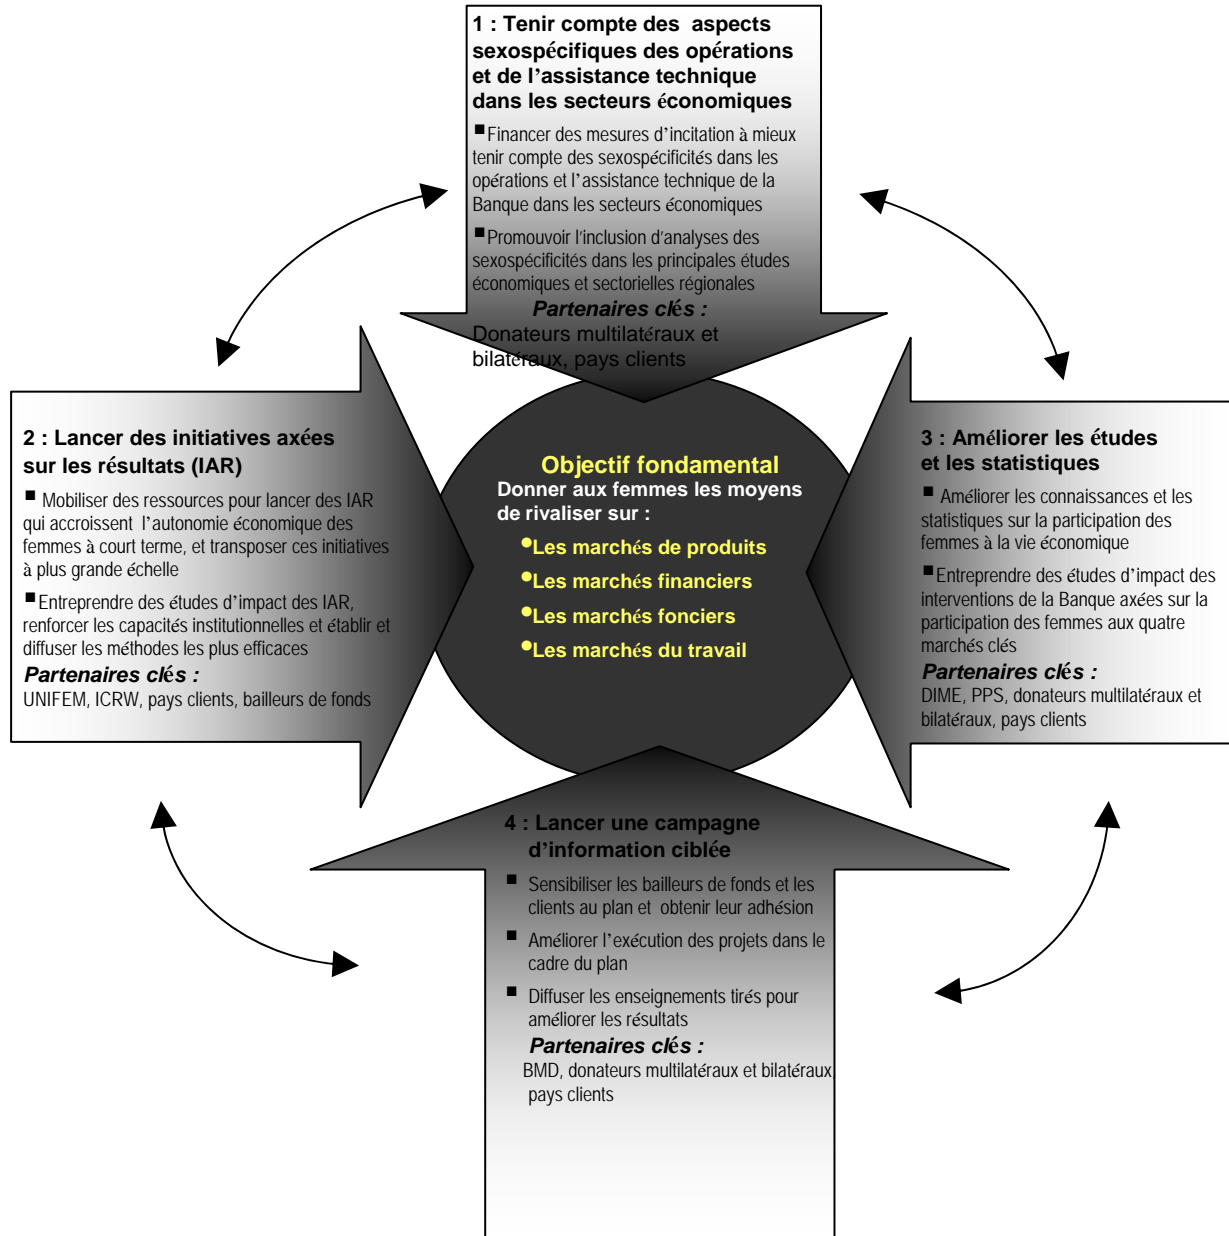 1 : Tenir compte des aspects
sexospécifiques des opérations
et de l’assistance technique
dans les secteurs économiques
■ Financer des mesures d’incitation à mieux
tenir compte des sexospécificités dans les
opérations et l’assistance technique de la
Banque dans les secteurs économiques
■ Promouvoir l’inclusion d’analyses des
sexospécificités dans les principales études
économiques et sectorielles régionales
Partenaires clés :
Donateurs multilatéraux et
bilatéraux, pays clients
2 : Lancer des initiatives axées
sur les résultats (IAR)
■ Mobiliser des ressources pour lancer des IAR
qui accroissent l’autonomie économique des
femmes à court terme, et transposer ces initiatives
à plus grande échelle
■ Entreprendre des études d’impact des IAR,
renforcer les capacités institutionnelles et établir et
diffuser les méthodes les plus efficaces
Partenaires clés :
UNIFEM, ICRW, pays clients, bailleurs de fonds
Objectif fondamental
Donner aux femmes les moyens
de rivaliser sur :
•Les marchés de produits
•Les marchés financiers
•Les marchés fonciers
•Les marchés du travail
3 : Améliorer les études
et les statistiques
■ Améliorer les connaissances et les
statistiques sur la participation des
femmes à la vie économique
■ Entreprendre des études d’impact des
interventions de la Banque axées sur la
participation des femmes aux quatre
marchés clés
Partenaires clés :
DIME, PPS, donateurs multilatéraux et
bilatéraux, pays clients
4 : Lancer une campagne
d’information ciblée
■ Sensibiliser les bailleurs de fonds et les
clients au plan et obtenir leur adhésion
■ Améliorer l’exécution des projets dans le
cadre du plan
■ Diffuser les enseignements tirés pour
améliorer les résultats
Partenaires clés :
BMD, donateurs multilatéraux et bilatéraux
pays clients